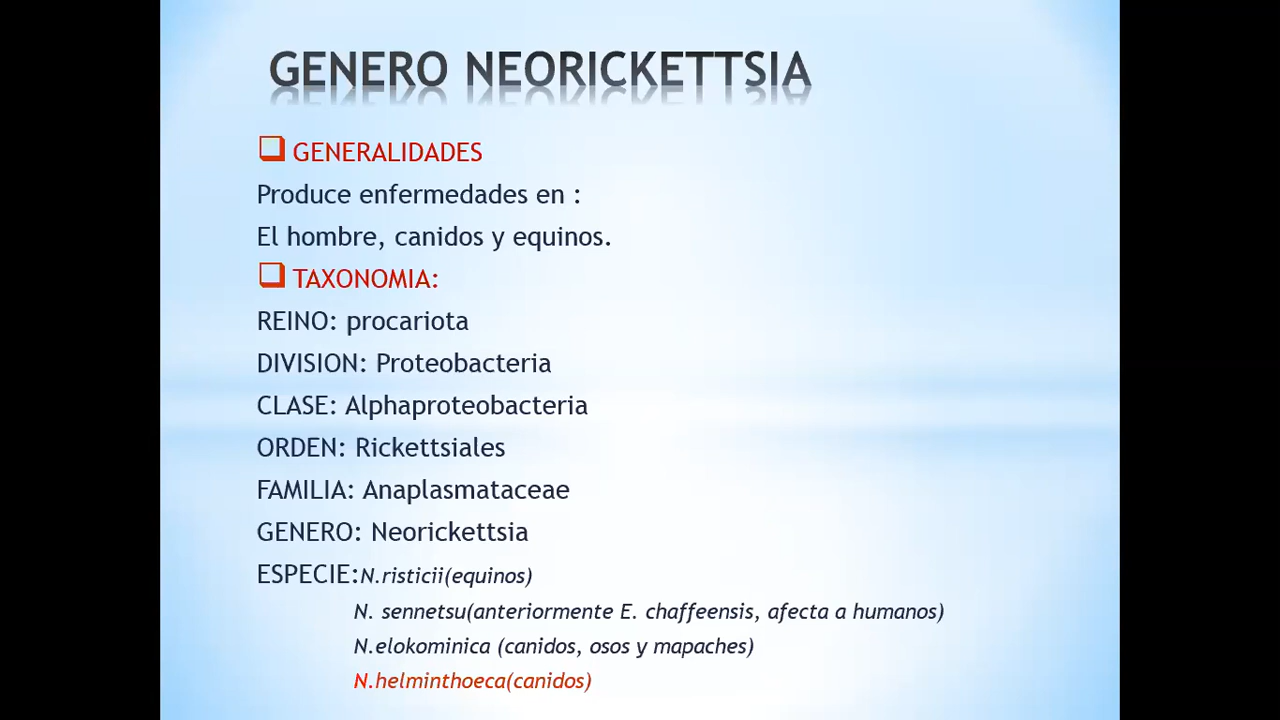 GENERO NEORICKETTSIA
GENERALIDADES
Produce enfermedades en :
El hombre, canidos y equinos.
TAXONOMIA:
REINO: procariota
DIVISION: Proteobacteria
CLASE: Alphaproteobacteria
ORDEN: Rickettsiales
FAMILIA: Anaplasmataceae
GENERO: Neorickettsia
ESPECIE:N.risticii(equinos)
N. sennetsu(anteriormente E. chaffeensis, afecta a humanos)
N.elokominica (canidos, osos y mapaches)
N.helminthoeca(canidos)